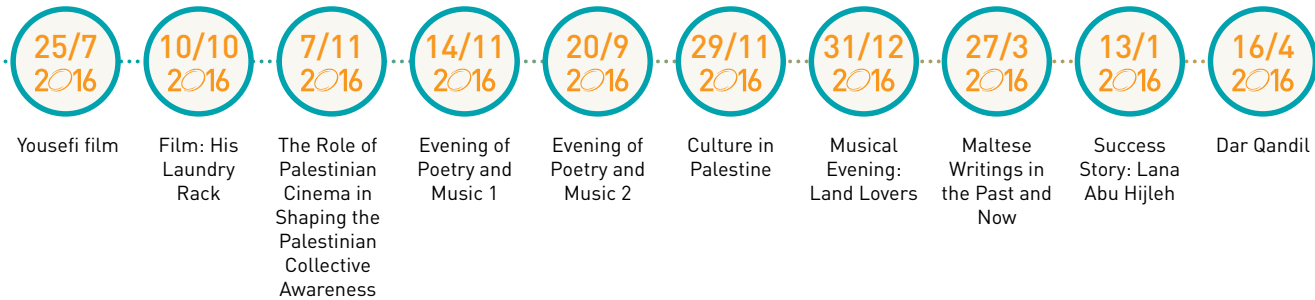 25/7
2016
Yousefi film
10/10
2016
Film: His
Laundry
Rack
7/11
2016
The Role of
Palestinian
Cinema in
Shaping the
Palestinian
Collective
Awareness
14/11
2016
Evening of
Poetry and
Music 1
20/9
2016
Evening of
Poetry and
Music 2
29/11
2016
Culture in
Palestine
31/12
2016
Musical
Evening:
Land Lovers
27/3
2016
Maltese
Writings in
the Past and
Now
13/1
2016
Success
Story: Lana
Abu Hijleh
16/4
2016
Dar Qandil